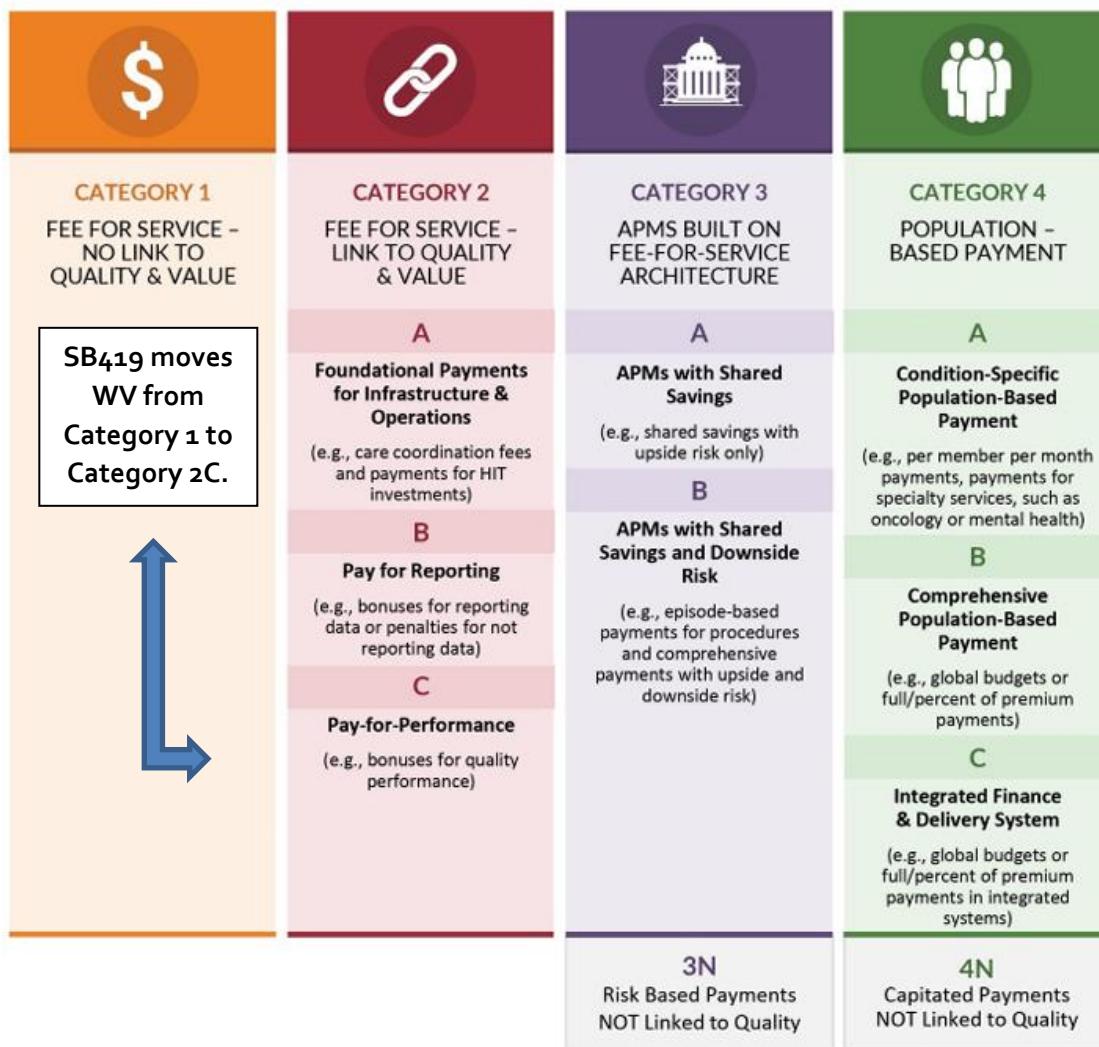 $
CATEGORY 1
FEE FOR SERVICE –
NO LINK TO
QUALITY & VALUE
SB419 moves
WV from
Category 1 to
Category 2C.
CATEGORY 2
FEE FOR SERVICE –
LINK TO QUALITY
& VALUE
A
Foundational Payments
for Infrastructure &
Operations
(e.g., care coordination fees
and payments for HIT
investments)
B
Pay for Reporting
(e.g., bonuses for reporting
data or penalties for not
reporting data)
C
Pay-for-Performance
(e.g., bonuses for quality
performance)
CATEGORY 3
APMS BUILT ON
FEE-FOR-SERVICE
ARCHITECTURE
A
APMs with Shared
Savings
(e.g., shared savings with
upside risk only)
B
APMs with Shared
Savings and Downside
Risk
(e.g., episode-based
payments for procedures
and comprehensive
payments with upside and
downside risk)
3N
Risk Based Payments
NOT Linked to Quality
CATEGORY 4
POPULATION –
BASED PAYMENT
A
Condition-Specific
Population-Based
Payment
(e.g., per member per month
payments, payments for
specialty services, such as
oncology or mental health)
B
Comprehensive
Population-Based
Payment
(e.g., global budgets or
full/percent of premium
payments)
C
Integrated Finance
& Delivery System
(e.g., global budgets or
full/percent of premium
payments in integrated
systems)
4N
Capitated Payments
NOT Linked to Quality